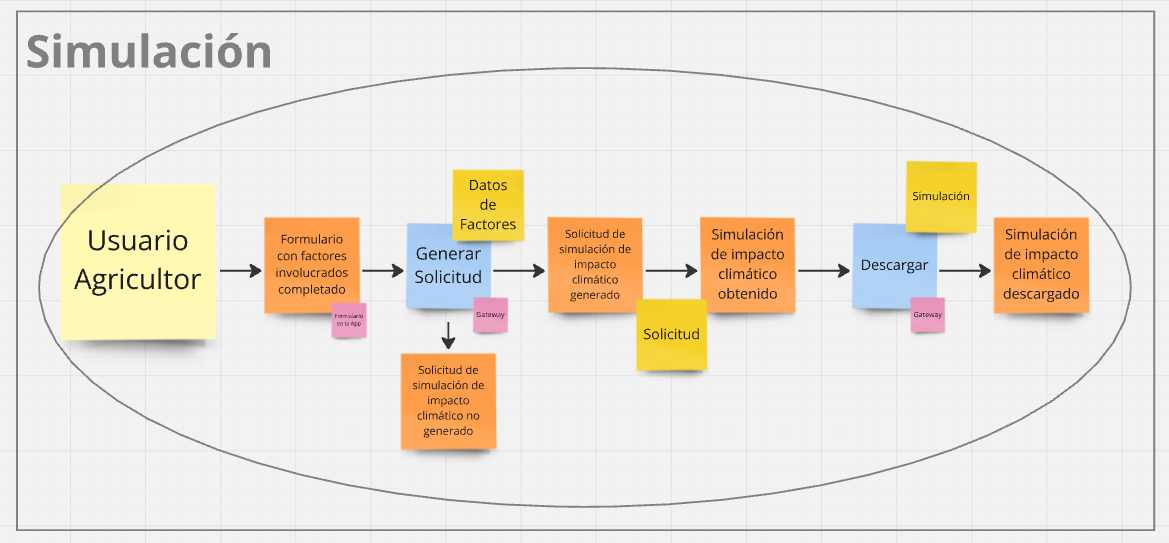 Simulación
Usuario
Agricultor
Formulario
con factores
involucrados
completado
Formulario
en la App
Datos
de
Factores
Generar
Solicitud
Gateway
Solicitud de
simulación de
impacto
climático no
generado
Solicitud de
simulación de
impacto
climático
generado
Solicitud
Simulación
de impacto
climático
obtenido
Simulación
Descargar
Gateway
Simulación
de impacto
climático
descargado